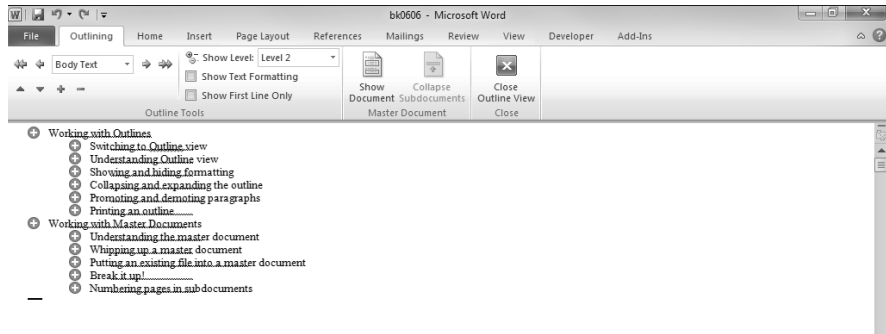 W bk0606 - Microsoft Word
File Outlining Home Insert Page Layout References Mailings Review View Developer Add-Ins
Body Text Show Level: Level 2
Show Text Formatting
Show First Line Only
Show Document Collapse Subdocuments Close Outline View
Outline Tools Master Document Close
Working with Outlines
Switching to Outline view
Understanding Outline view
Showing and hiding formatting
Collapsing and expanding the outline
Promoting and demoting paragraphs
Printing an outline
Working with Master Documents
Understanding the master document
Whipping up a master document
Putting an existing file into a master document
Break it up!
Numbering pages in subdocuments